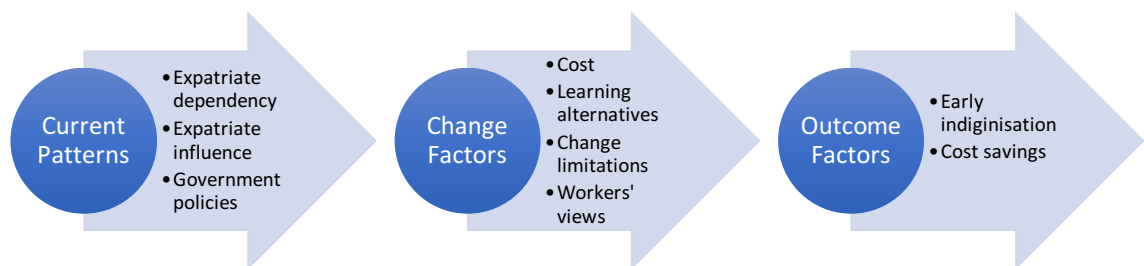 Current
Patterns
•Expatriate
dependency
•Expatriate
influence
•Government
policies
Change
Factors
•Cost
•Learning
alternatives
•Change
limitations
•Workers'
views
Outcome
Factors
•Early
indiginisation
•Cost savings